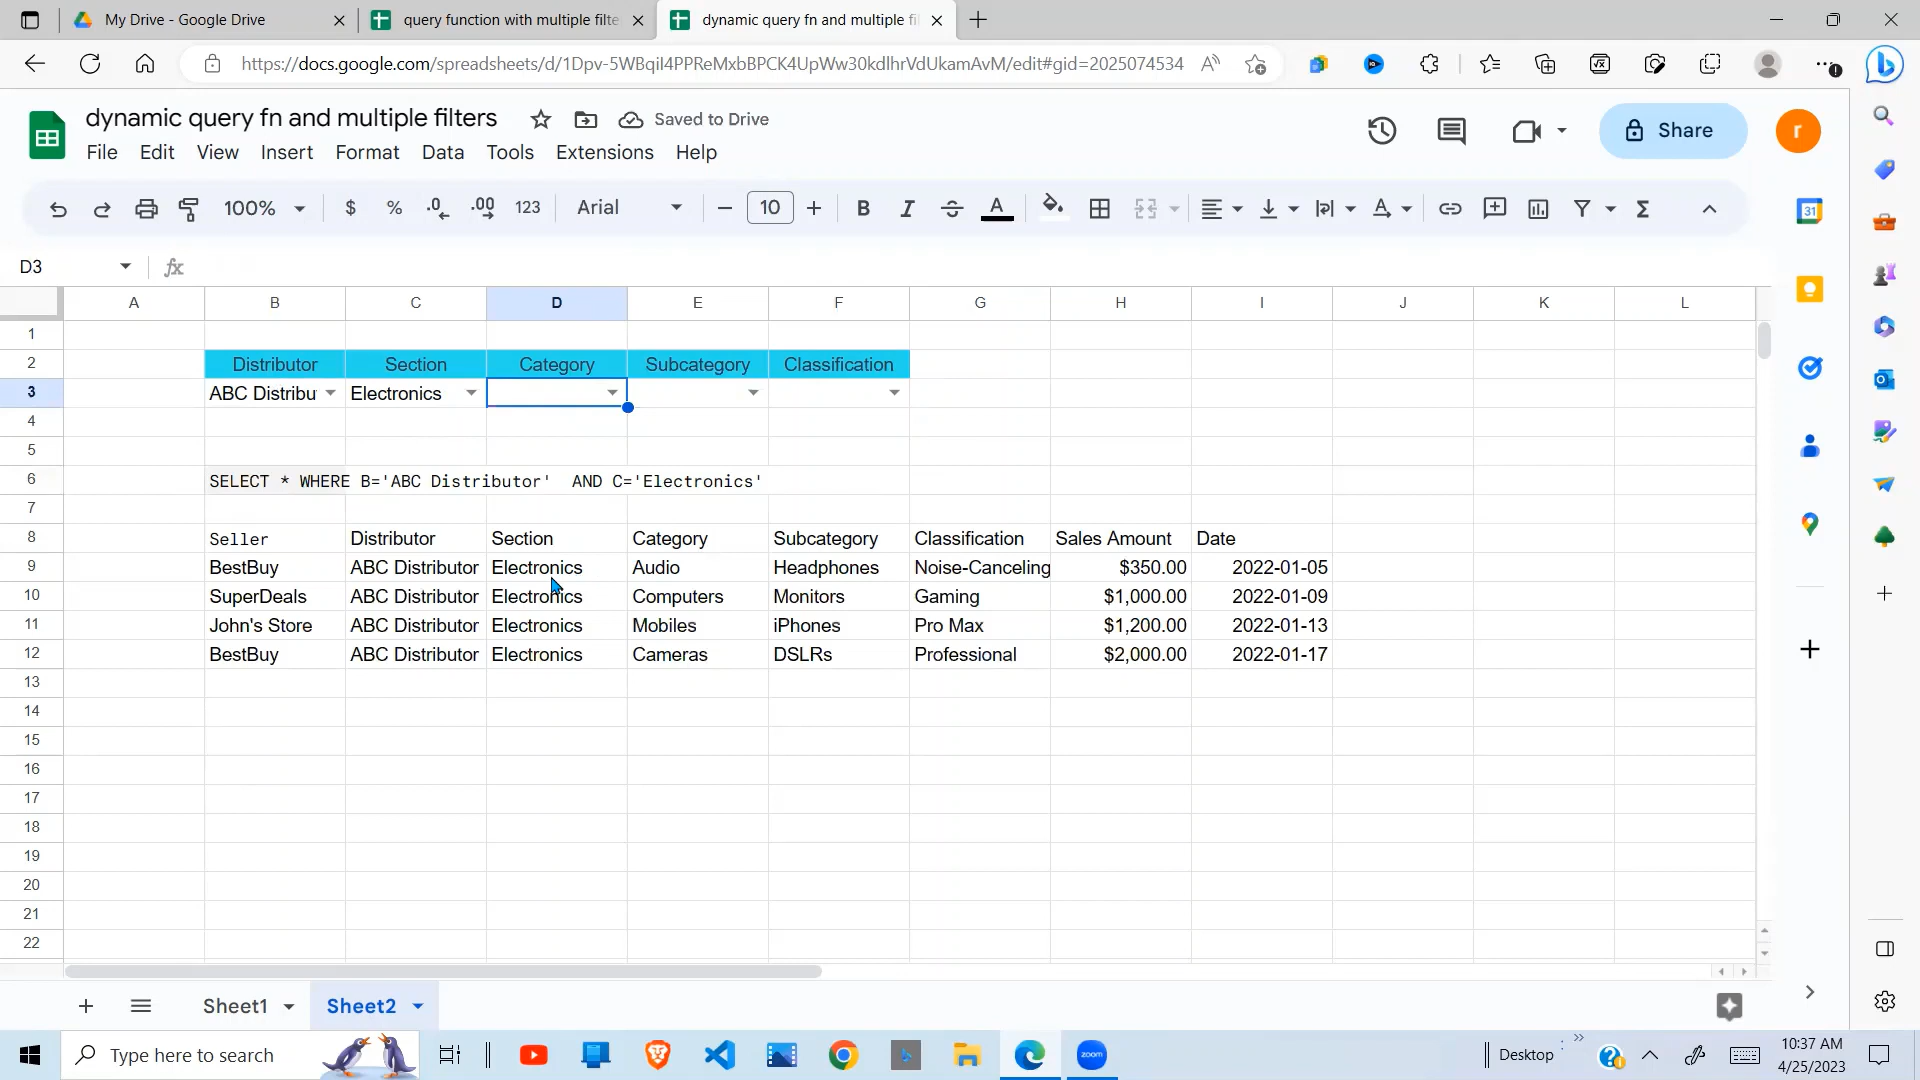 My Drive - Google Drive
query function with multiple filte
dynamic query fn and multiple fi
https://docs.google.com/spreadsheets/d/1Dpv-5WBqil4PPReMxbBPCK4UpWw30kdlhrVdUkamAvM/edit#gid=2025074534
dynamic query fn and multiple filters
Saved to Drive
File Edit View Insert Format Data Tools Extensions Help
Share
r
100% $ % .0 .00 123 Arial 10 B I A
31
D3 fx
A B C D E F G H I J K L
1
2 Distributor Section Category Subcategory Classification
3 ABC Distribu Electronics
4
5
6 SELECT * WHERE B='ABC Distributor' AND C='Electronics'
7
8 Seller Distributor Section Category Subcategory Classification Sales Amount Date
9 BestBuy ABC Distributor Electronics Audio Headphones Noise-Canceling $350.00 2022-01-05
10 SuperDeals ABC Distributor Electronics Computers Monitors Gaming $1,000.00 2022-01-09
11 John's Store ABC Distributor Electronics Mobiles iPhones Pro Max $1,200.00 2022-01-13
12 BestBuy ABC Distributor Electronics Cameras DSLRs Professional $2,000.00 2022-01-17
13
14
15
16
17
18
19
20
21
22
Sheet1 Sheet2
Type here to search
zoom
Desktop
10:37 AM
4/25/2023